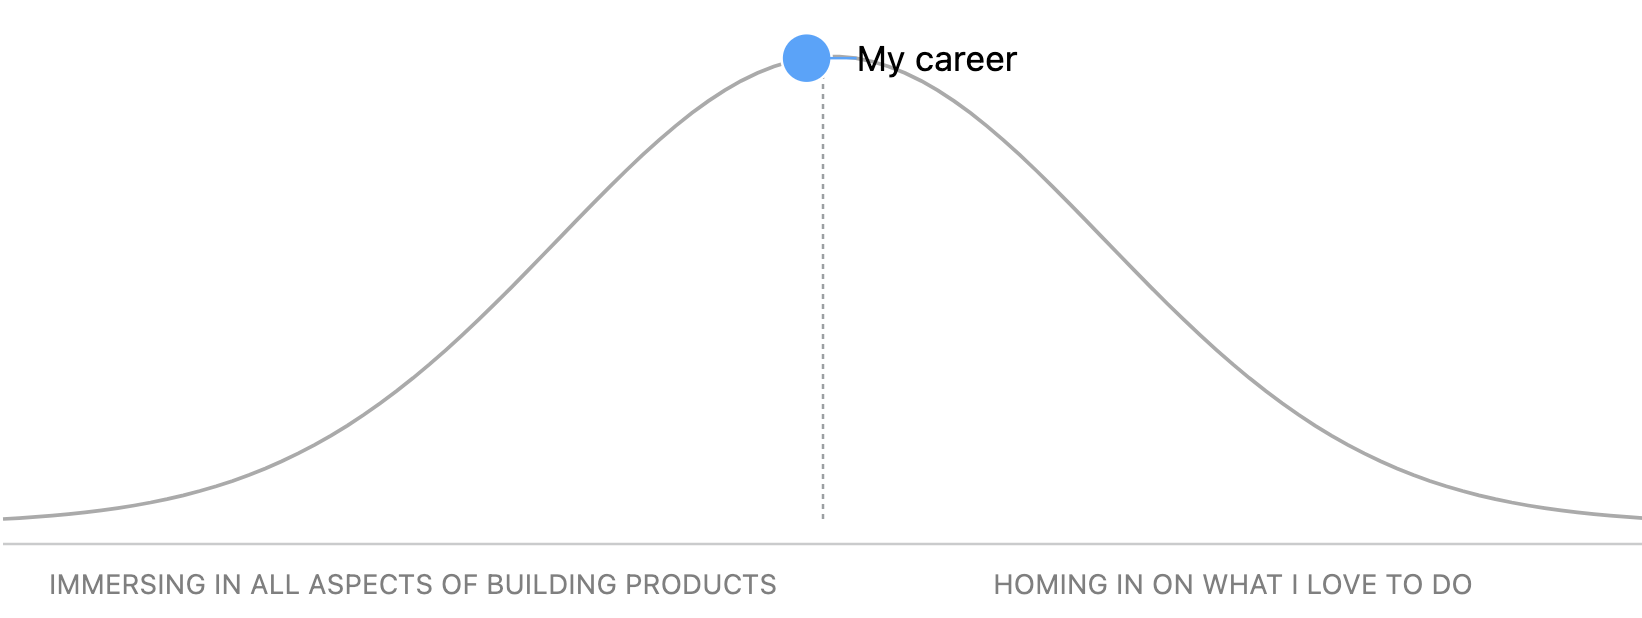 My career
IMMERSING IN ALL ASPECTS OF BUILDING PRODUCTS
HOMING IN ON WHAT I LOVE TO DO